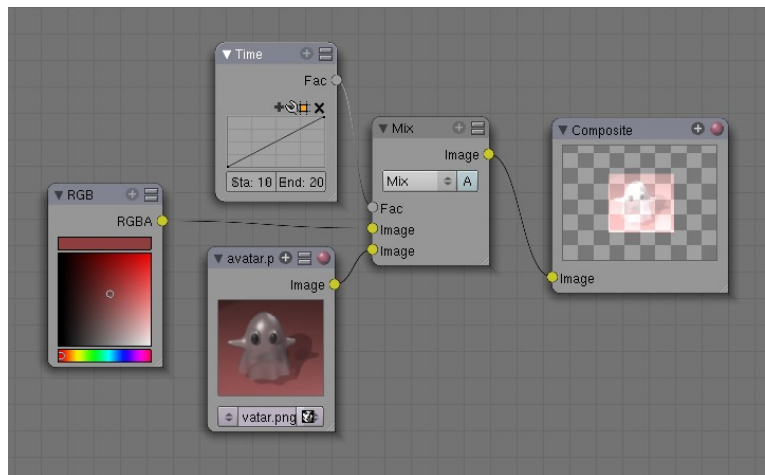 Time
Fac
Sta: 10 End: 20
Mix
Image
Mix A
Fac
Image
Image
Composite
Image
RGB
RGBA
avatar.p
Image
vatar.png